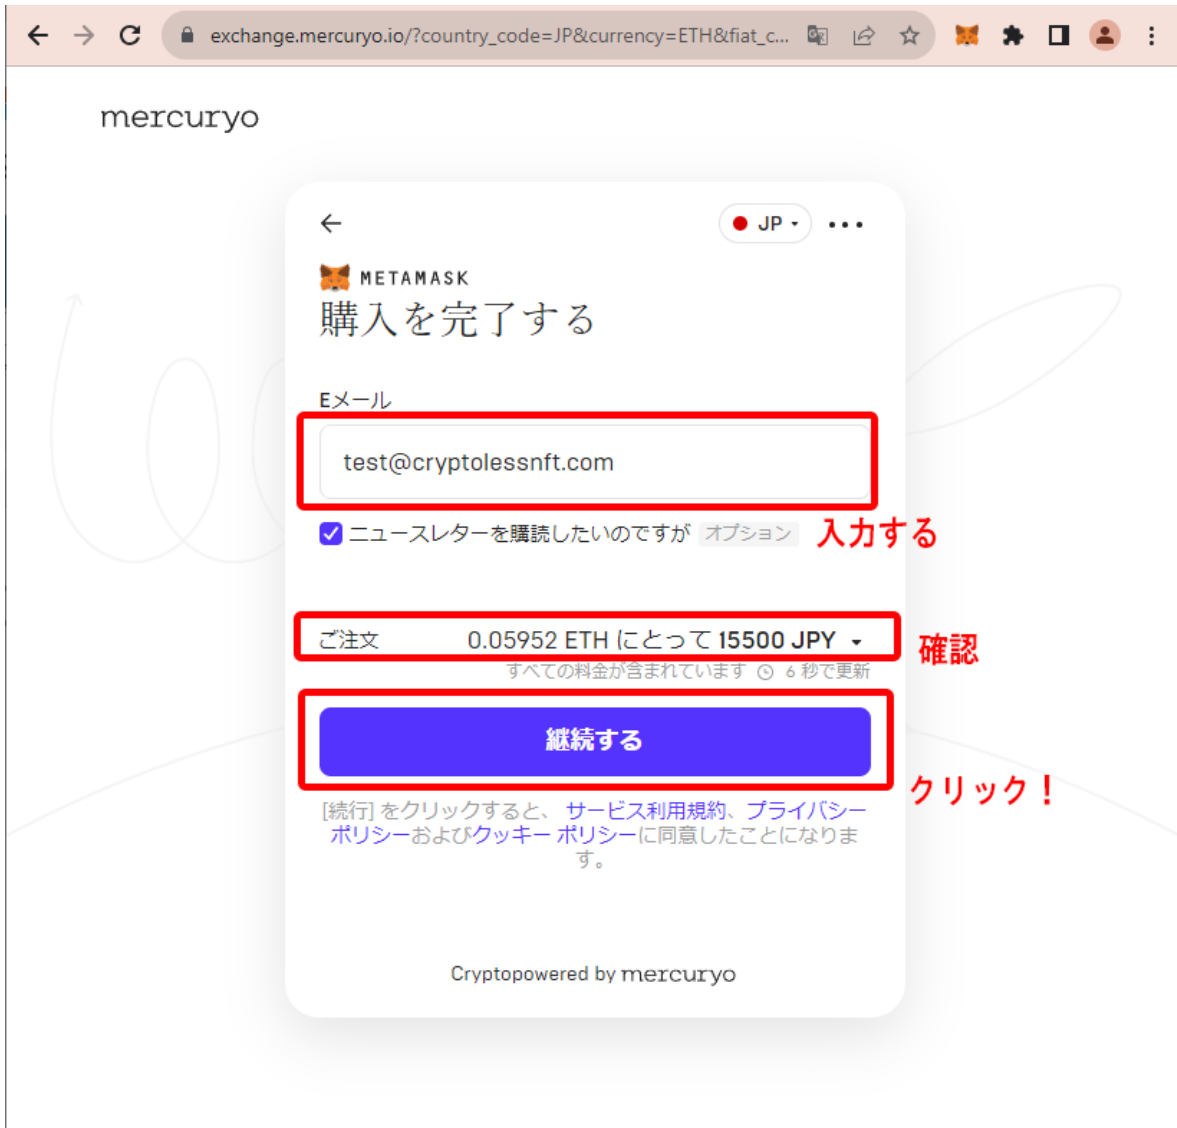 exchange.mercuryo.io/?country_code=JP&currency=ETH&fiat_c...
mercuryo
JP
METAMASK
購入を完了する
Eメール
test@cryptolessnft.com
ニュースレターを購読したいのですが オプション
入力する
ご注文 0.05952 ETH にとって 15500 JPY
確認
すべての料金が含まれています 6 秒で更新
継続する
クリック！
[続行] をクリックすると、 サービス利用規約、プライバシー
ポリシーおよびクッキー ポリシーに同意したことになりま
す。
Cryptopowered by mercuryo